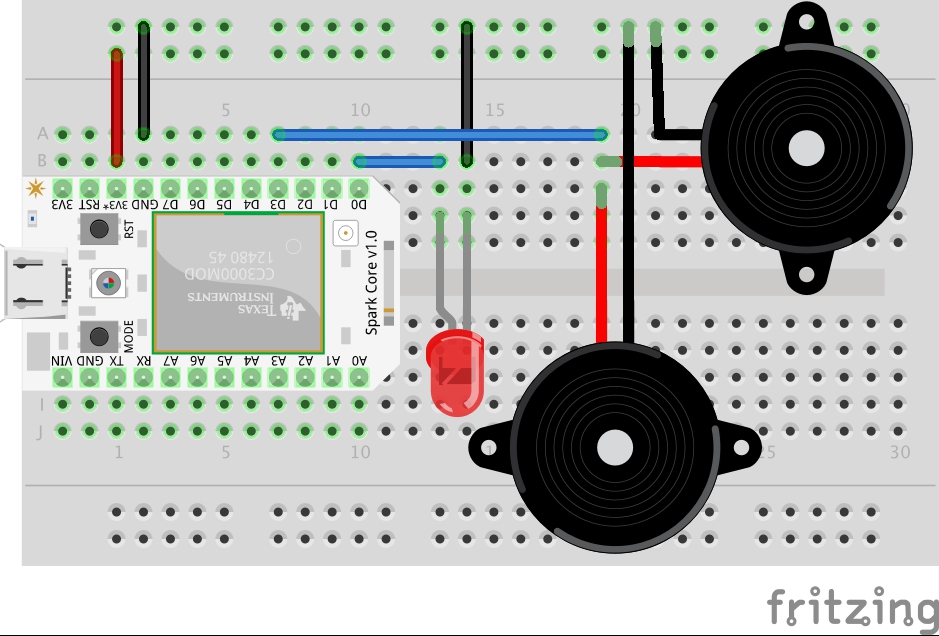 5 10 15 20 30
A
B
3V3 RST 3V3* GND D7 D6 D5 D4 D3 D2 D1 D0
RST
CC3000MOD
12480 45
TEXAS
INSTRUMENTS
Spark Core v1.0
MODE
VIN GND TX RX A7 A6 A5 A4 A3 A2 A1 A0
I
J
1 5 10 25 30
fritzing